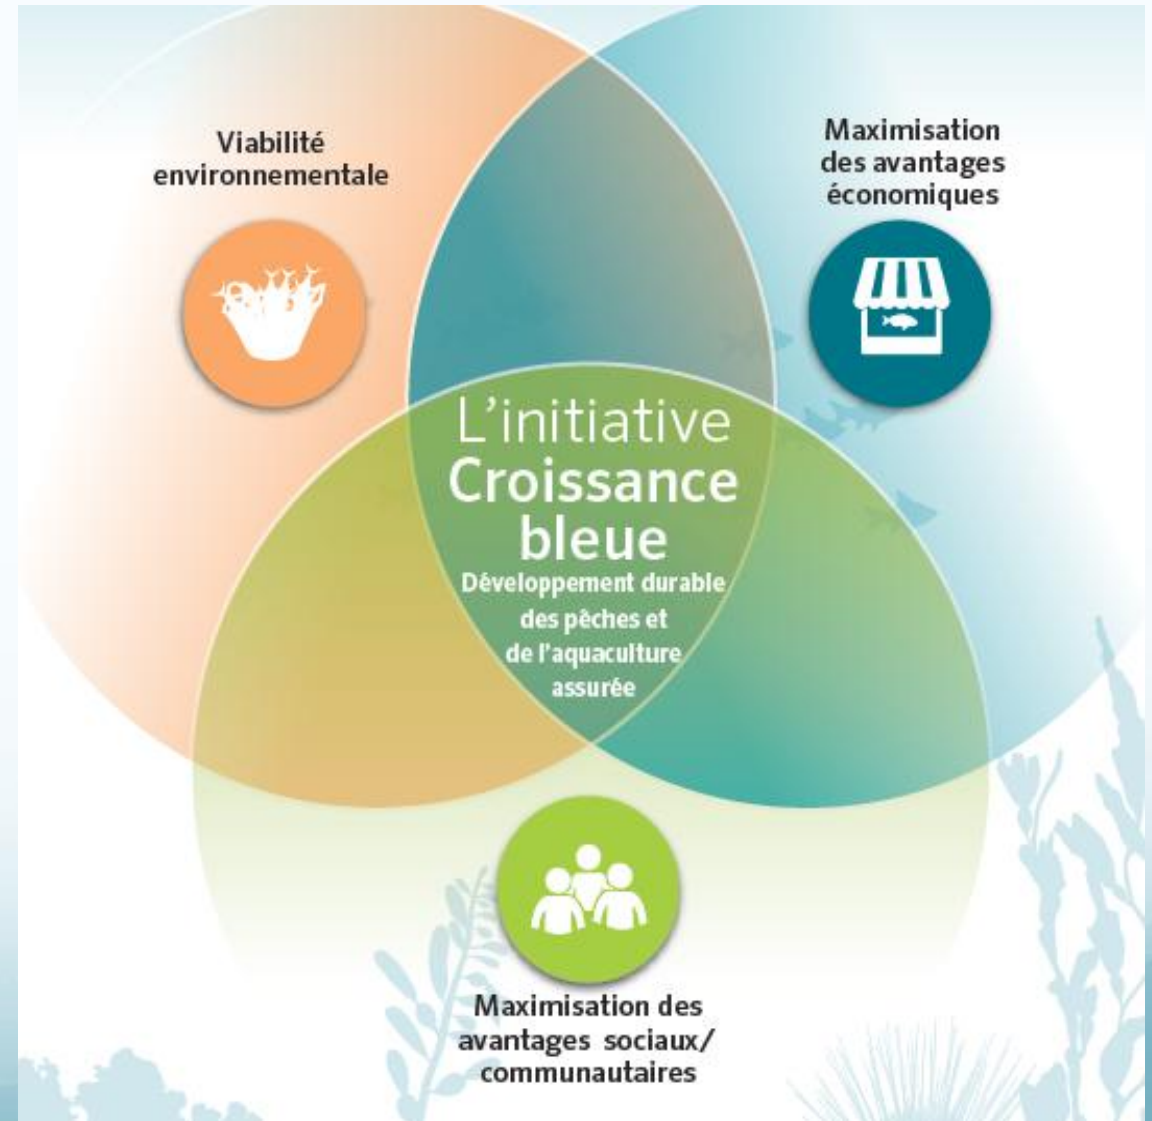 Viabilité
environnementale
Maximisation
des avantages
économiques
L'initiative
Croissance
bleue
Développement durable
des pêches et
de l'aquaculture
assurée
Maximisation des
avantages sociaux/
communautaires